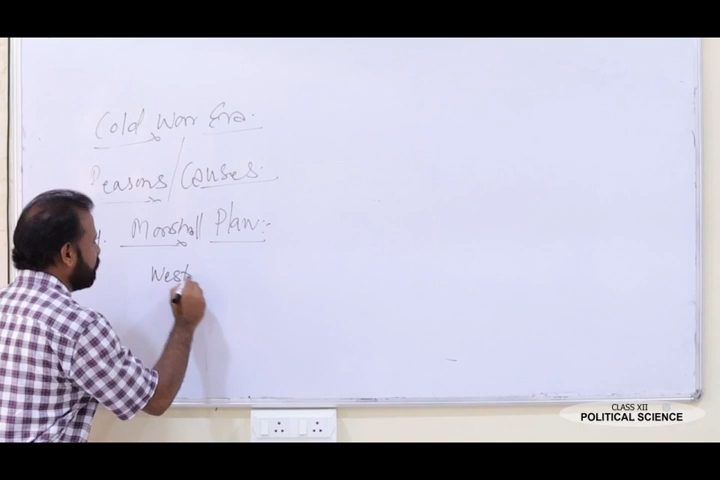 Cold War Era.
Reasons/Causes.
Marshall Plan:-
West
CLASS XII
POLITICAL SCIENCE